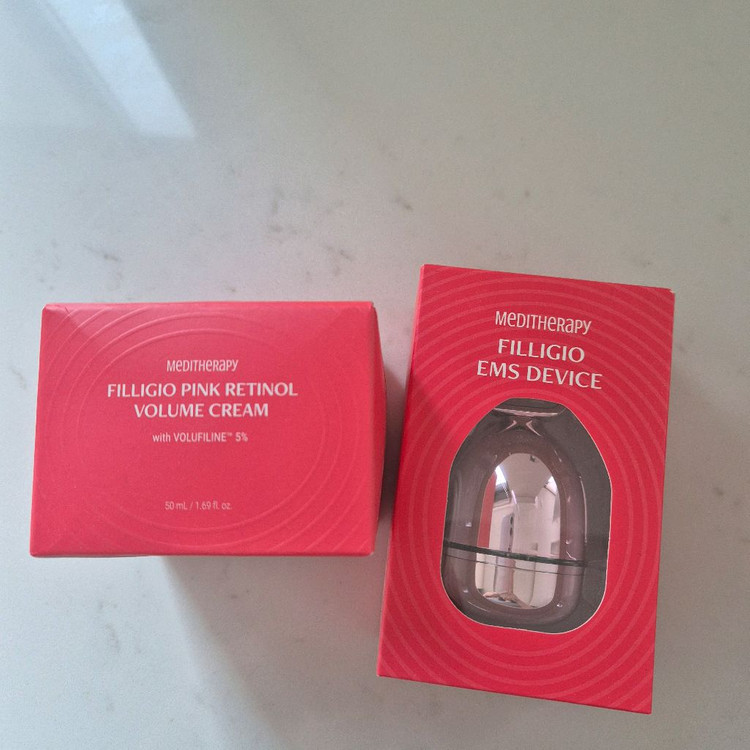 MEDITHERAPY
FILLIGIO PINK RETINOL
VOLUME CREAM
with VOLUFILINE™ 5%
50 mL / 1.69 fl. oz.
MEDITHERAPY
FILLIGIO
EMS DEVICE